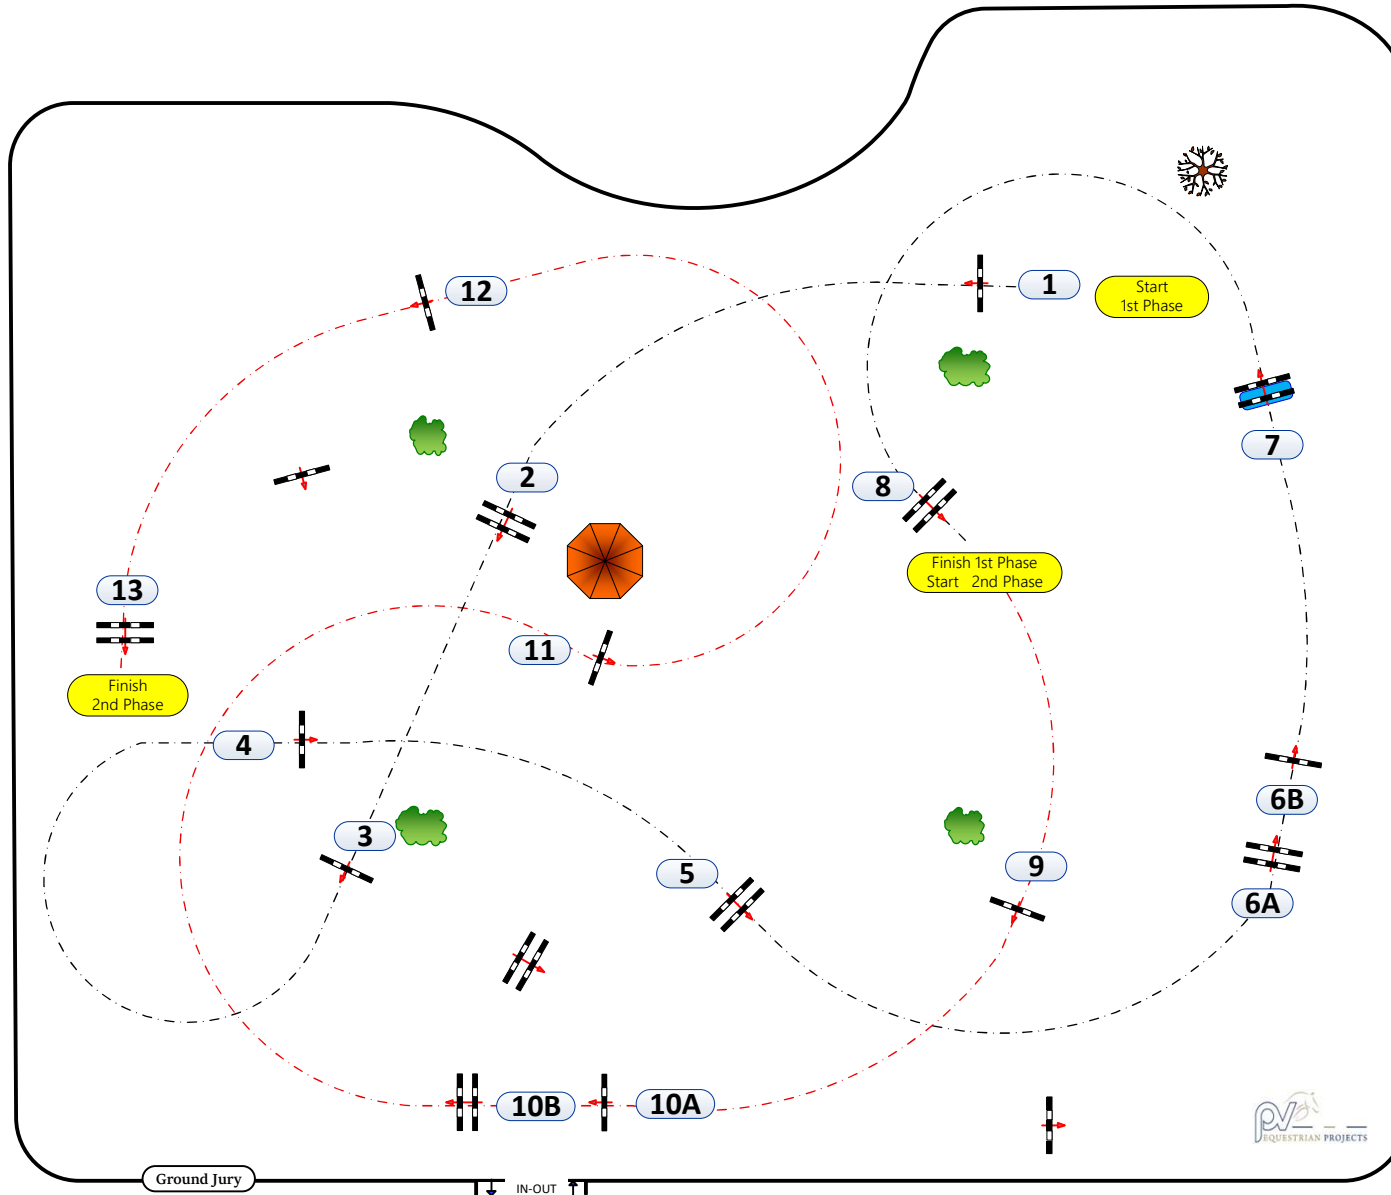 12
1
Start
1st Phase
7
2
8
Finish 1st Phase
Start 2nd Phase
13
11
Finish
2nd Phase
4
6B
3
5
9
6A
10B
10A
pv
EQUESTRIAN PROJECTS
Ground Jury
IN-OUT